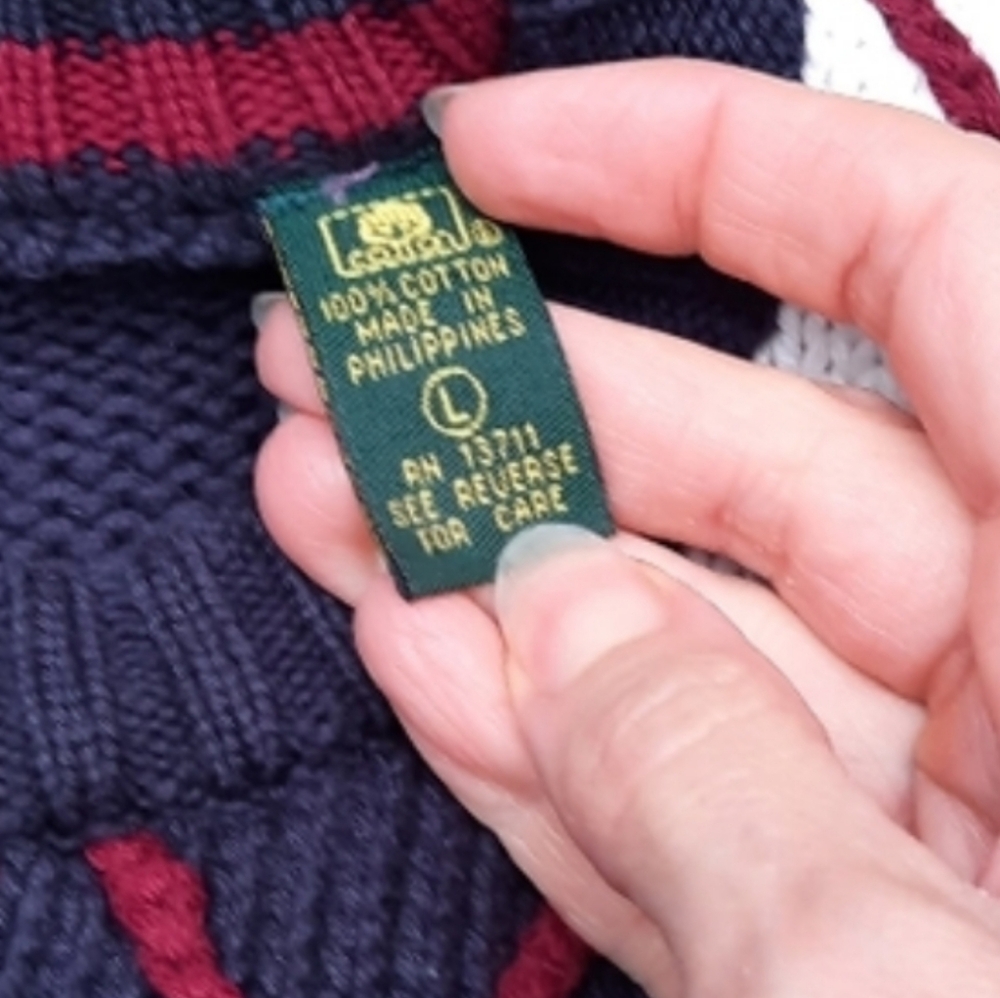 100% COTTON
MADE IN
PHILIPPINES
L
RN 13711
SEE REVERSE
FOR CARE